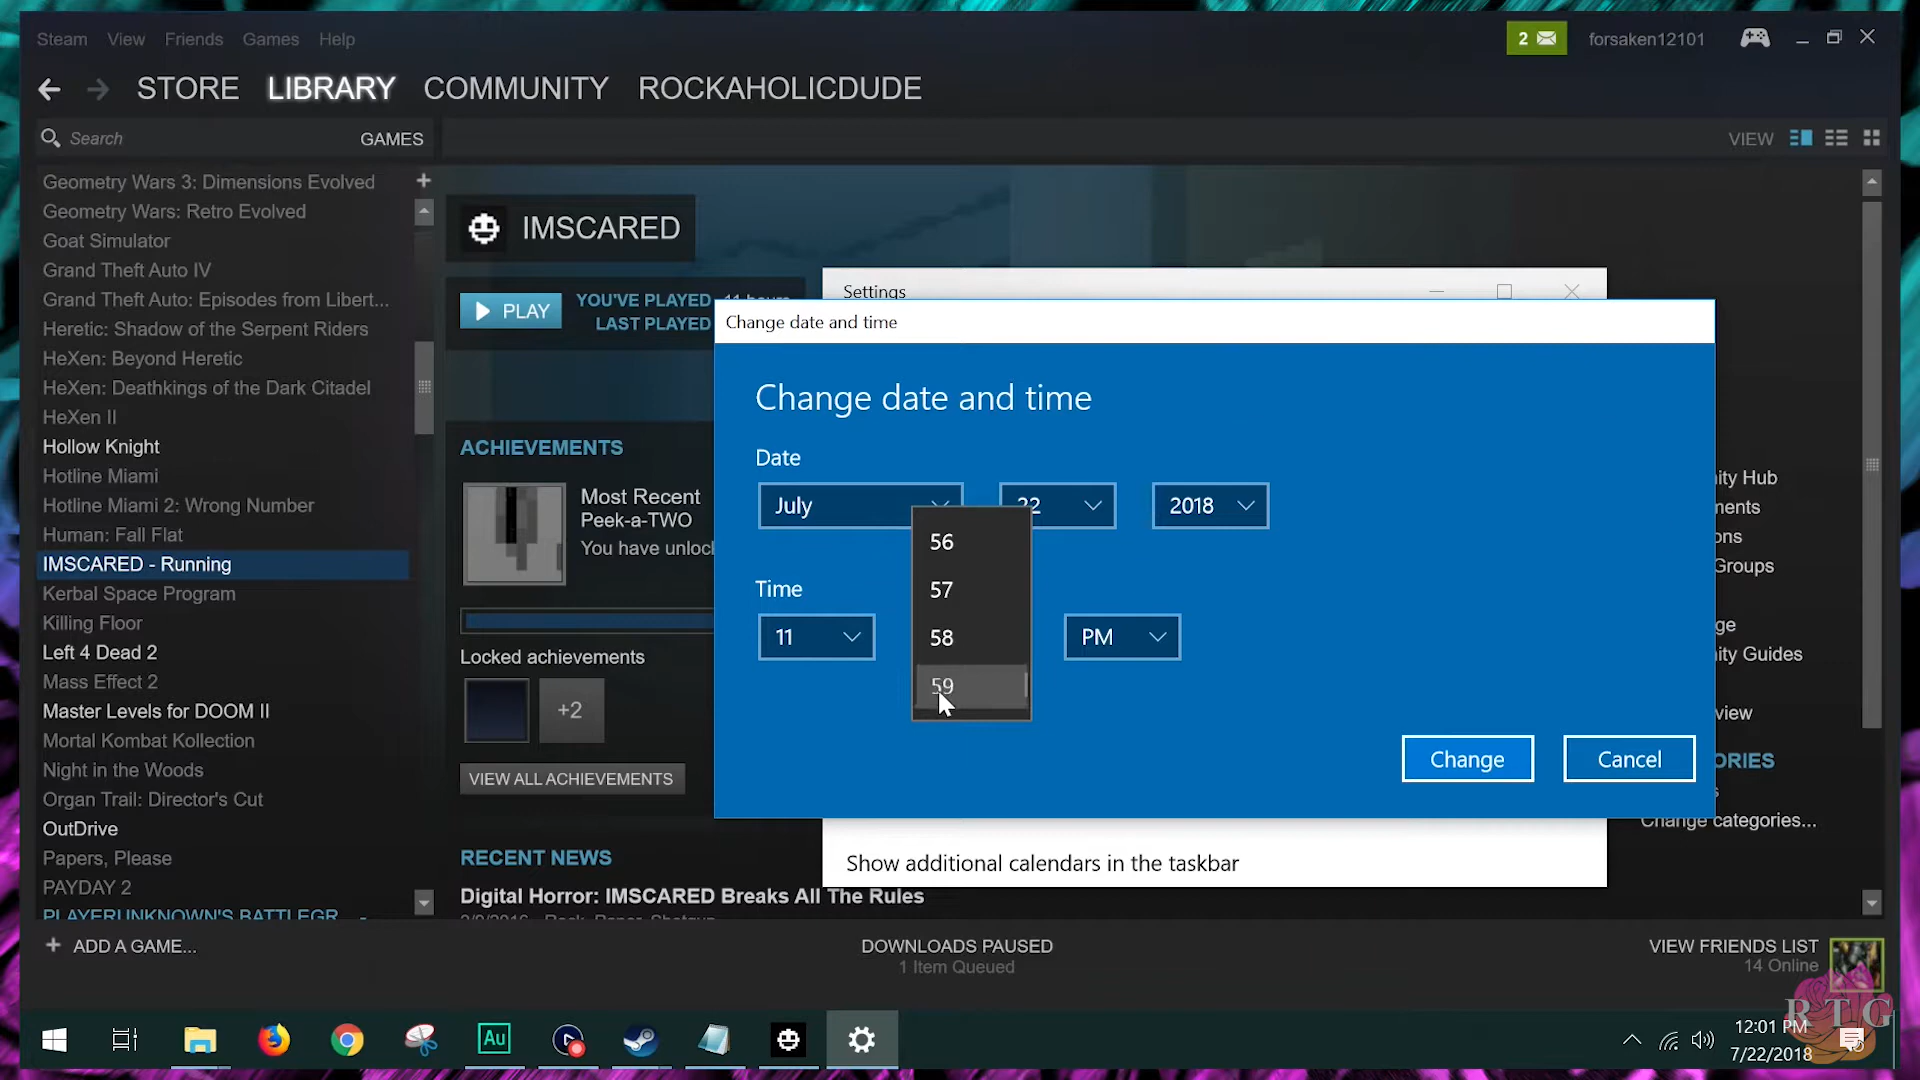 Steam View Friends Games Help
2
forsaken12101
STORE LIBRARY COMMUNITY ROCKAHOLICDUDE
Search GAMES
VIEW
Geometry Wars 3: Dimensions Evolved
Geometry Wars: Retro Evolved
Goat Simulator
Grand Theft Auto IV
Grand Theft Auto: Episodes from Libert...
Heretic: Shadow of the Serpent Riders
HeXen: Beyond Heretic
HeXen: Deathkings of the Dark Citadel
HeXen II
Hollow Knight
Hotline Miami
Hotline Miami 2: Wrong Number
Human: Fall Flat
IMSCARED - Running
Kerbal Space Program
Killing Floor
Left 4 Dead 2
Mass Effect 2
Master Levels for DOOM II
Mortal Kombat Kollection
Night in the Woods
Organ Trail: Director's Cut
OutDrive
Papers, Please
PAYDAY 2
PLAYERUNKNOWN'S BATTLEGR
ADD A GAME...
IMSCARED
PLAY
YOU'VE PLAYED 11 hours
LAST PLAYED
ACHIEVEMENTS
Most Recent
Peek-a-TWO
You have unloc
Locked achievements
+2
VIEW ALL ACHIEVEMENTS
RECENT NEWS
Digital Horror: IMSCARED Breaks All The Rules
Settings
Change date and time
Change date and time
Date
July 22 2018
56
57
58
59
Time
11 PM
Change Cancel
Show additional calendars in the taskbar
ity Hub
ments
ons
Groups
ge
ity Guides
view
ORIES
s
Change categories...
DOWNLOADS PAUSED
1 Item Queued
VIEW FRIENDS LIST
14 Online
RTG
Au
12:01 PM
7/22/2018